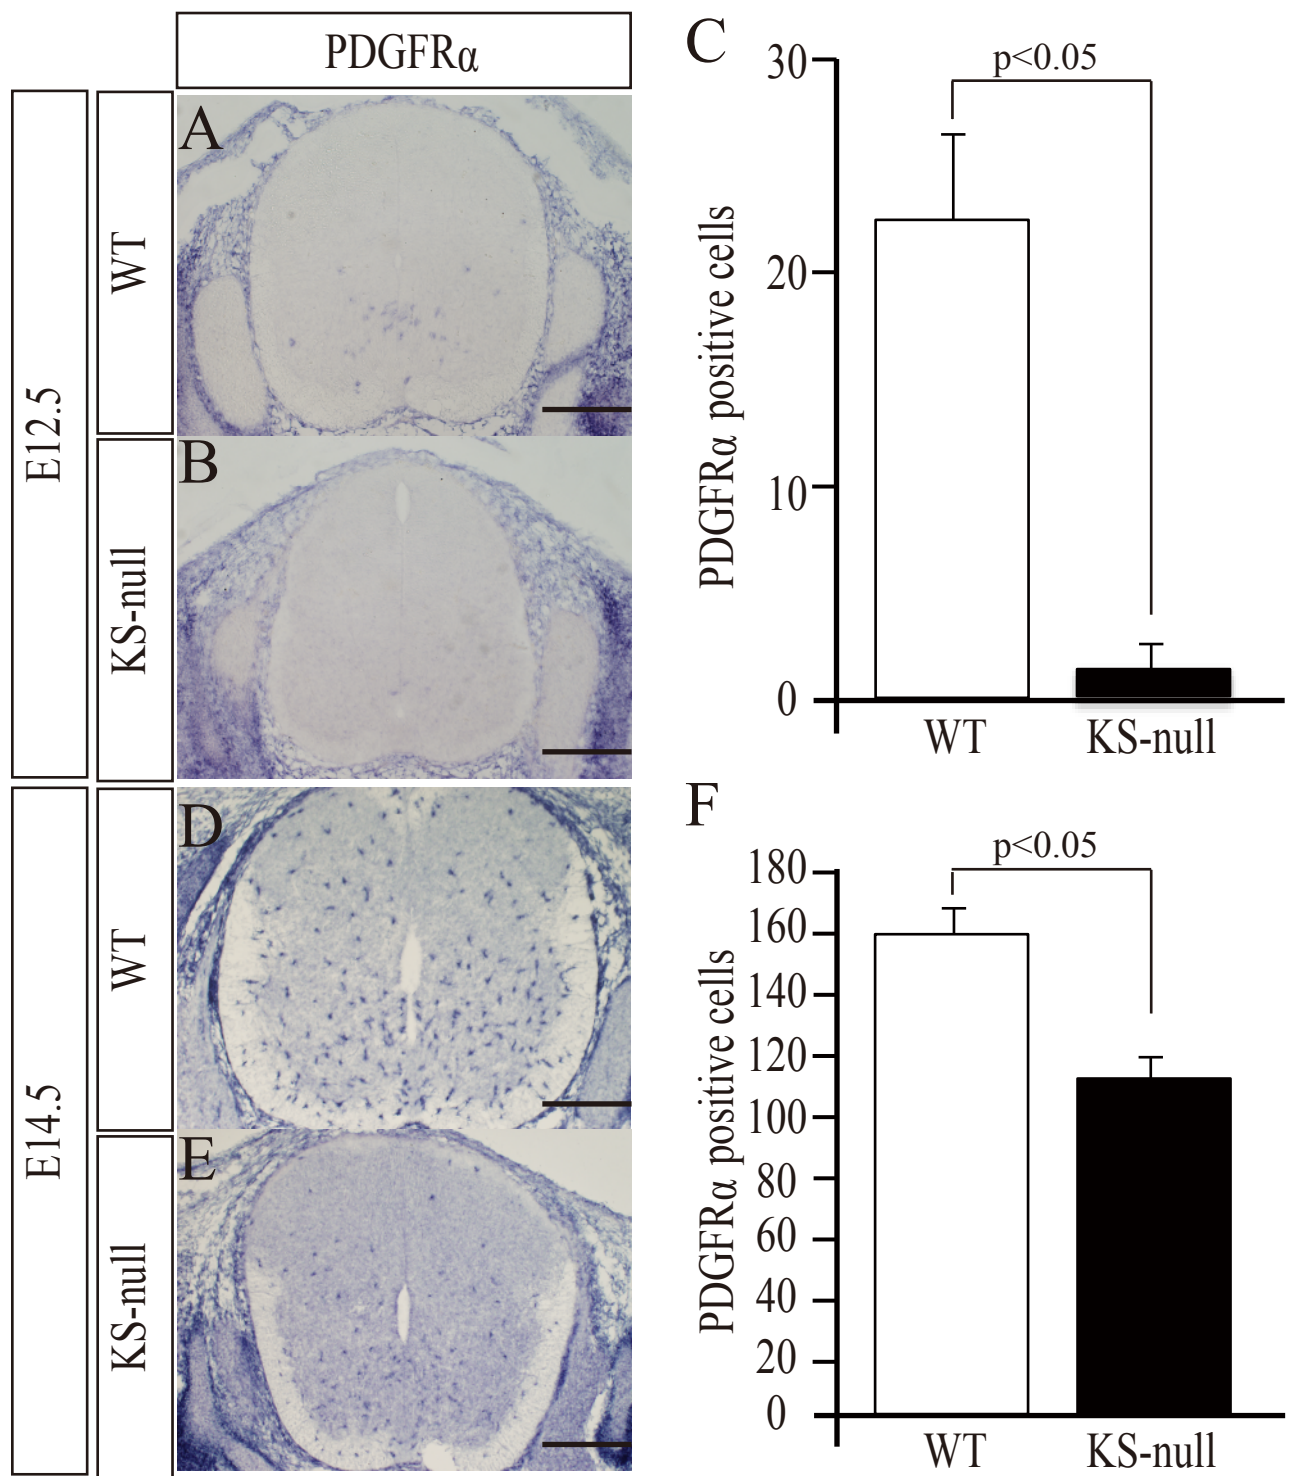 PDGFRα
E12.5
WT
A
KS-null
B
E14.5
WT
D
KS-null
E
C
p<0.05
PDGFRα positive cells
30
20
10
0
WT
KS-null
F
p<0.05
PDGFRα positive cells
180
160
140
120
100
80
60
40
20
0
WT
KS-null